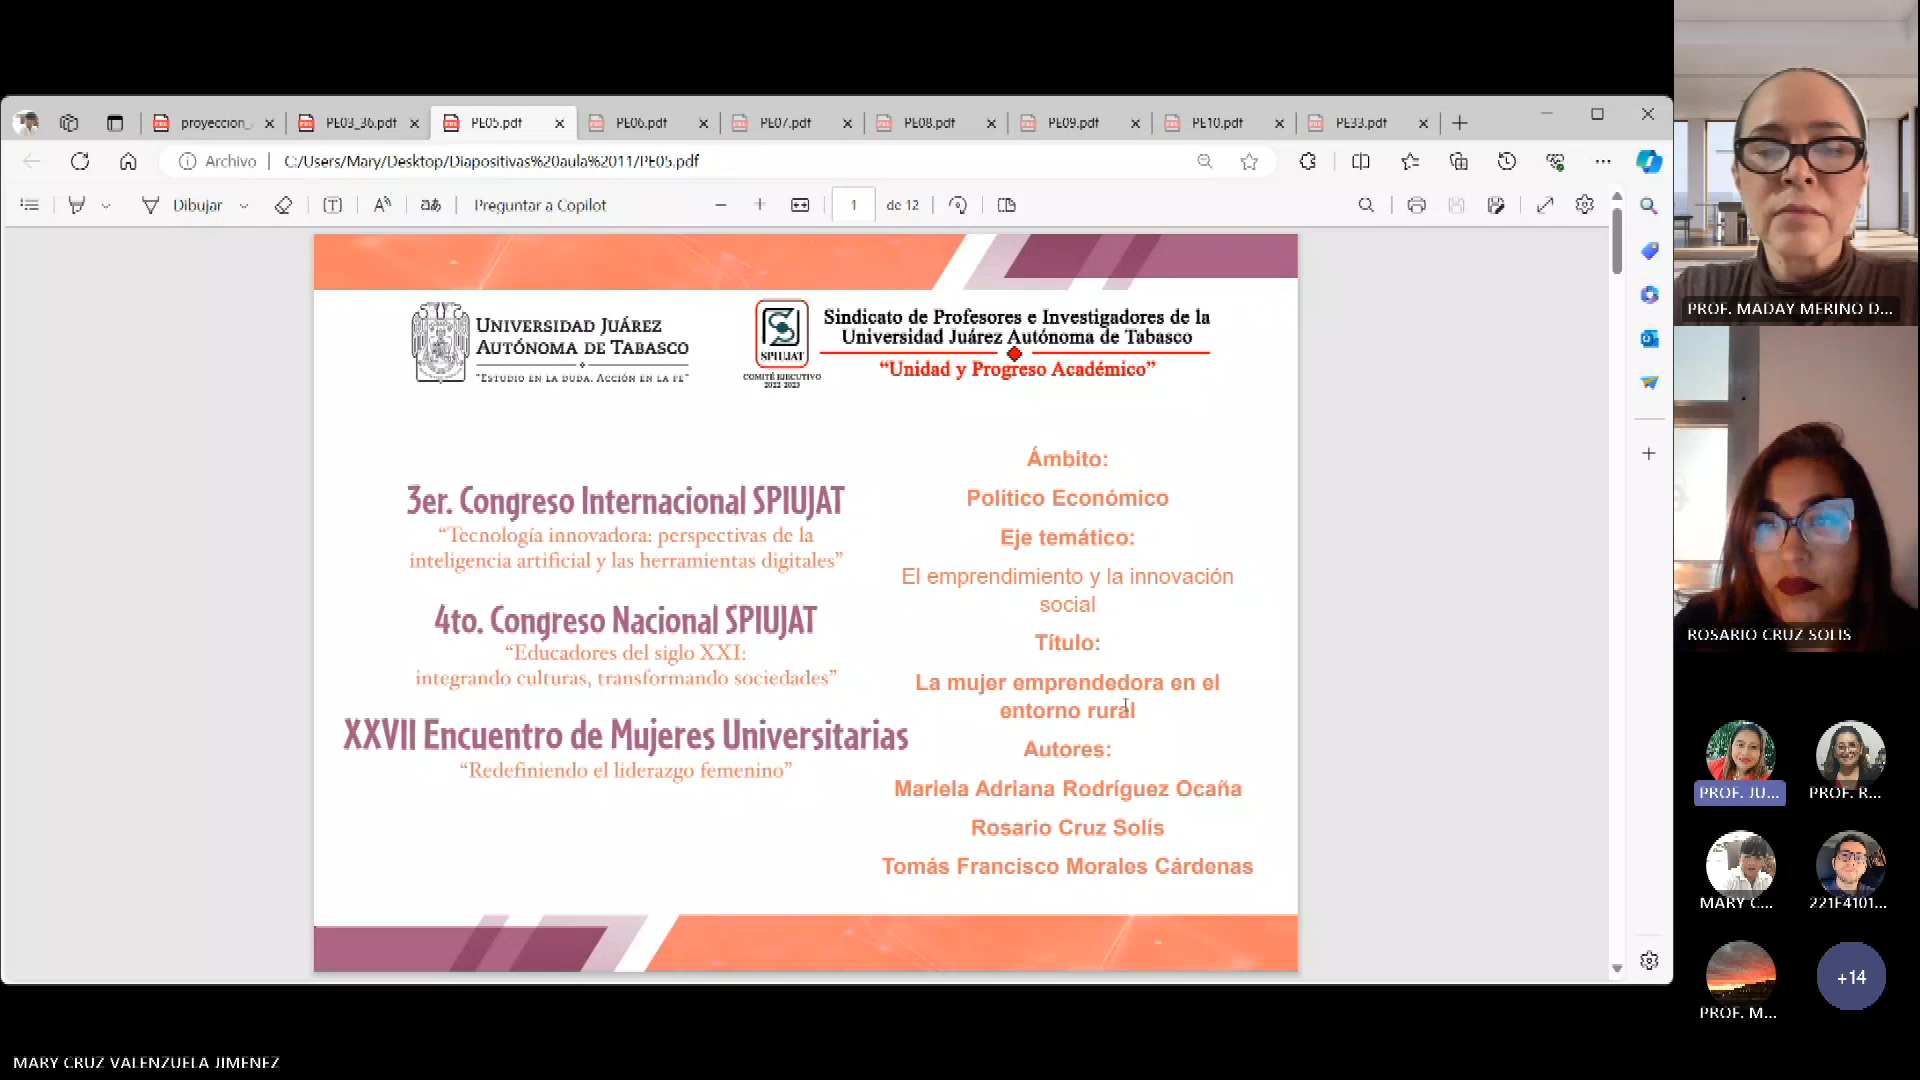 proyeccion_
PE03_36.pdf
PE05.pdf
PE06.pdf
PE07.pdf
PE08.pdf
PE09.pdf
PE10.pdf
PE33.pdf
Archivo
C:/Users/Mary/Desktop/Diapositivas%20aula%2011/PE05.pdf
Dibujar
Preguntar a Copilot
1
de 12
UNIVERSIDAD JUÁREZ
AUTÓNOMA DE TABASCO
"ESTUDIO EN LA DUDA. ACCIÓN EN LA FE"
SPIUJAT
COMITÉ EJECUTIVO
2022-2025
Sindicato de Profesores e Investigadores de la
Universidad Juárez Autónoma de Tabasco
"Unidad y Progreso Académico"
3er. Congreso Internacional SPIUJAT
"Tecnología innovadora: perspectivas de la
inteligencia artificial y las herramientas digitales"
4to. Congreso Nacional SPIUJAT
"Educadores del siglo XXI:
integrando culturas, transformando sociedades"
XXVII Encuentro de Mujeres Universitarias
"Redefiniendo el liderazgo femenino"
Ámbito:
Político Económico
Eje temático:
El emprendimiento y la innovación
social
Título:
La mujer emprendedora en el
entorno rural
Autores:
Mariela Adriana Rodríguez Ocaña
Rosario Cruz Solís
Tomás Francisco Morales Cárdenas
PROF. MADAY MERINO D...
ROSARIO CRUZ SOLIS
PROF. JU...
PROF. R...
MARY C...
221F4101...
PROF. M...
+14
MARY CRUZ VALENZUELA JIMENEZ